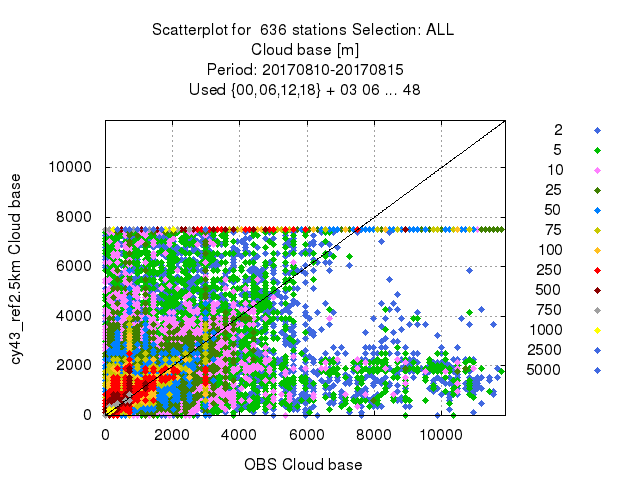 Scatterplot for  636 stations Selection: ALL
Cloud base [m]
Period: 20170810-20170815
Used {00,06,12,18} + 03 06 ... 48
cy43_ref2.5km Cloud base
10000
8000
6000
4000
2000
0
0 2000 4000 6000 8000 10000
OBS Cloud base
2
5
10
25
50
75
100
250
500
750
1000
2500
5000